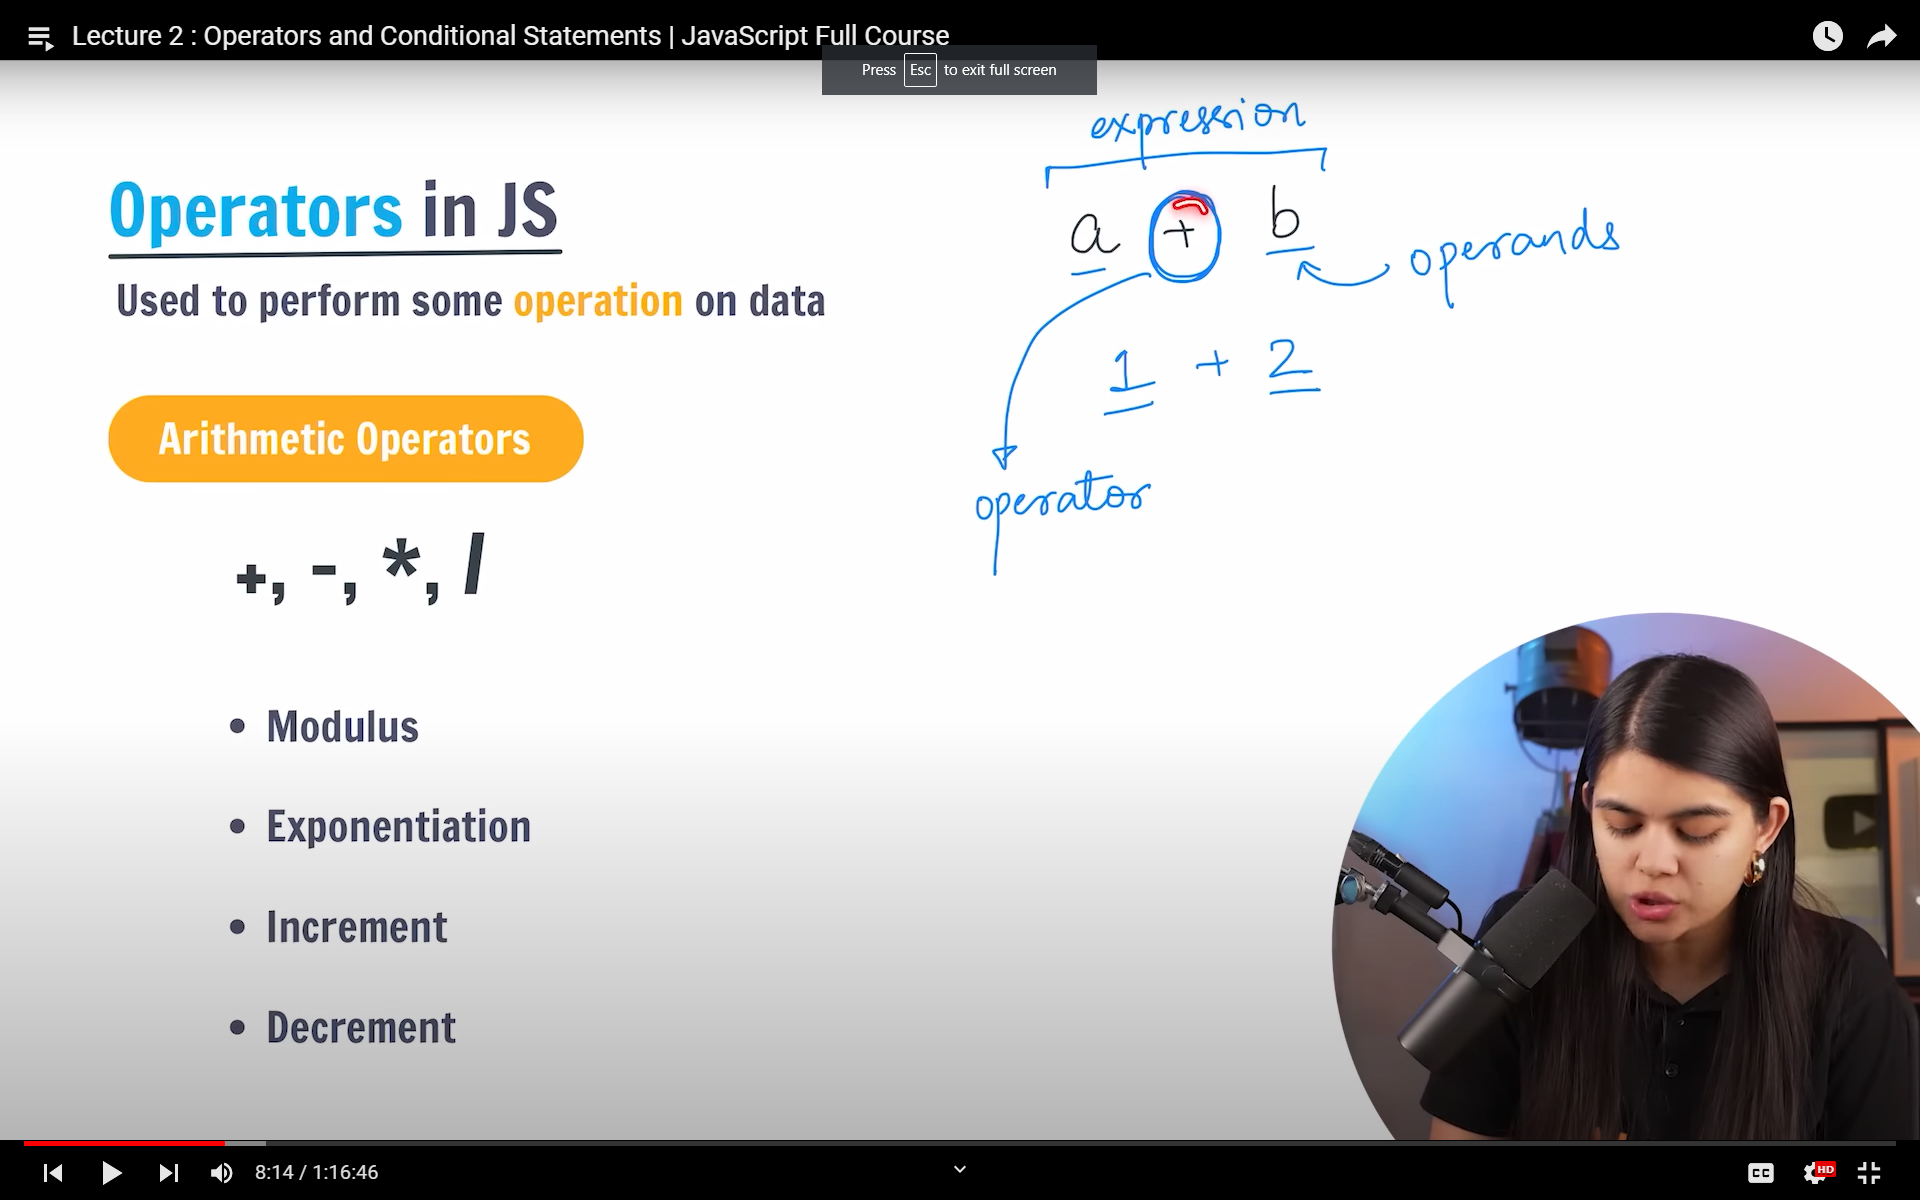 Lecture 2 : Operators and Conditional Statements | JavaScript Full Course
Press Esc to exit full screen
expression
Operators in JS
a + b
operands
Used to perform some operation on data
1 + 2
Arithmetic Operators
operator
+, -, *, /
• Modulus
• Exponentiation
• Increment
• Decrement
8:14 / 1:16:46
CC
HD